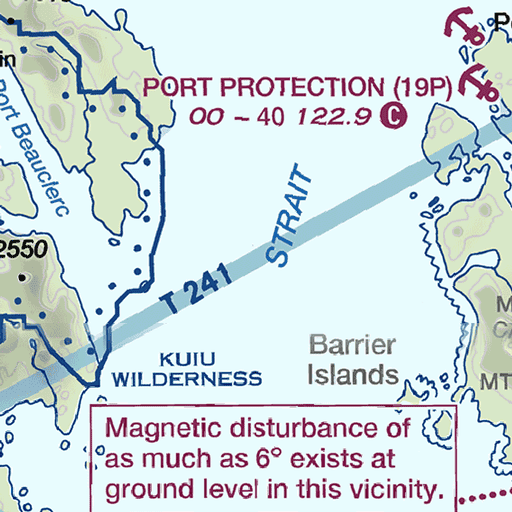 in
Port Beauclerc
PORT PROTECTION (19P)
00 – 40 122.9 C
STRAIT
2550
T 241
KUIU
WILDERNESS
Barrier
Islands
MT
Magnetic disturbance of
as much as 6° exists at
ground level in this vicinity.